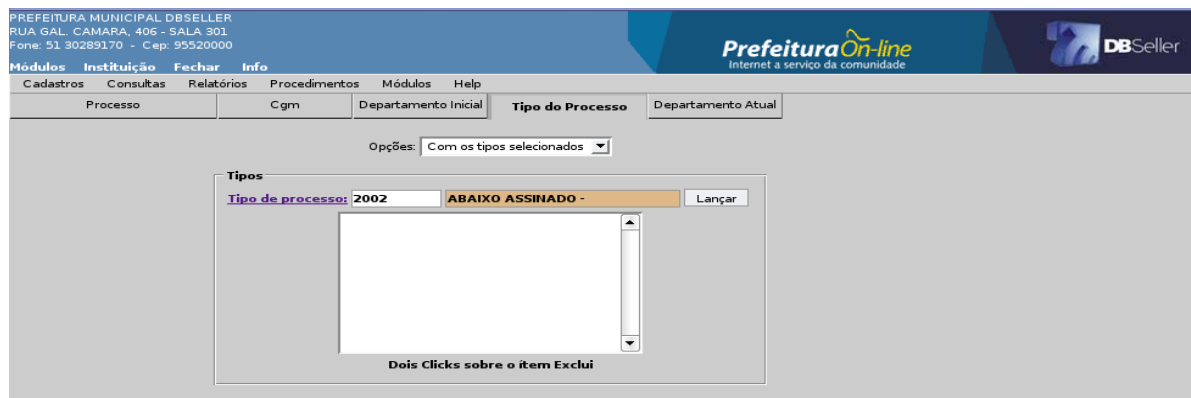 PREFEITURA MUNICIPAL DBSELLER
RUA GAL. CAMARA, 406 - SALA 301
Fone: 51 30289170 - Cep: 95520000
Módulos Instituição Fechar Info
Prefeitura On-line
Internet a serviço da comunidade
DBSeller
Cadastros Consultas Relatórios Procedimentos Módulos Help
Processo Cgm Departamento Inicial Tipo do Processo Departamento Atual
Opções: Com os tipos selecionados
Tipos
Tipo de processo: 2002 ABAIXO ASSINADO - Lançar
Dois Clicks sobre o ítem Exclui